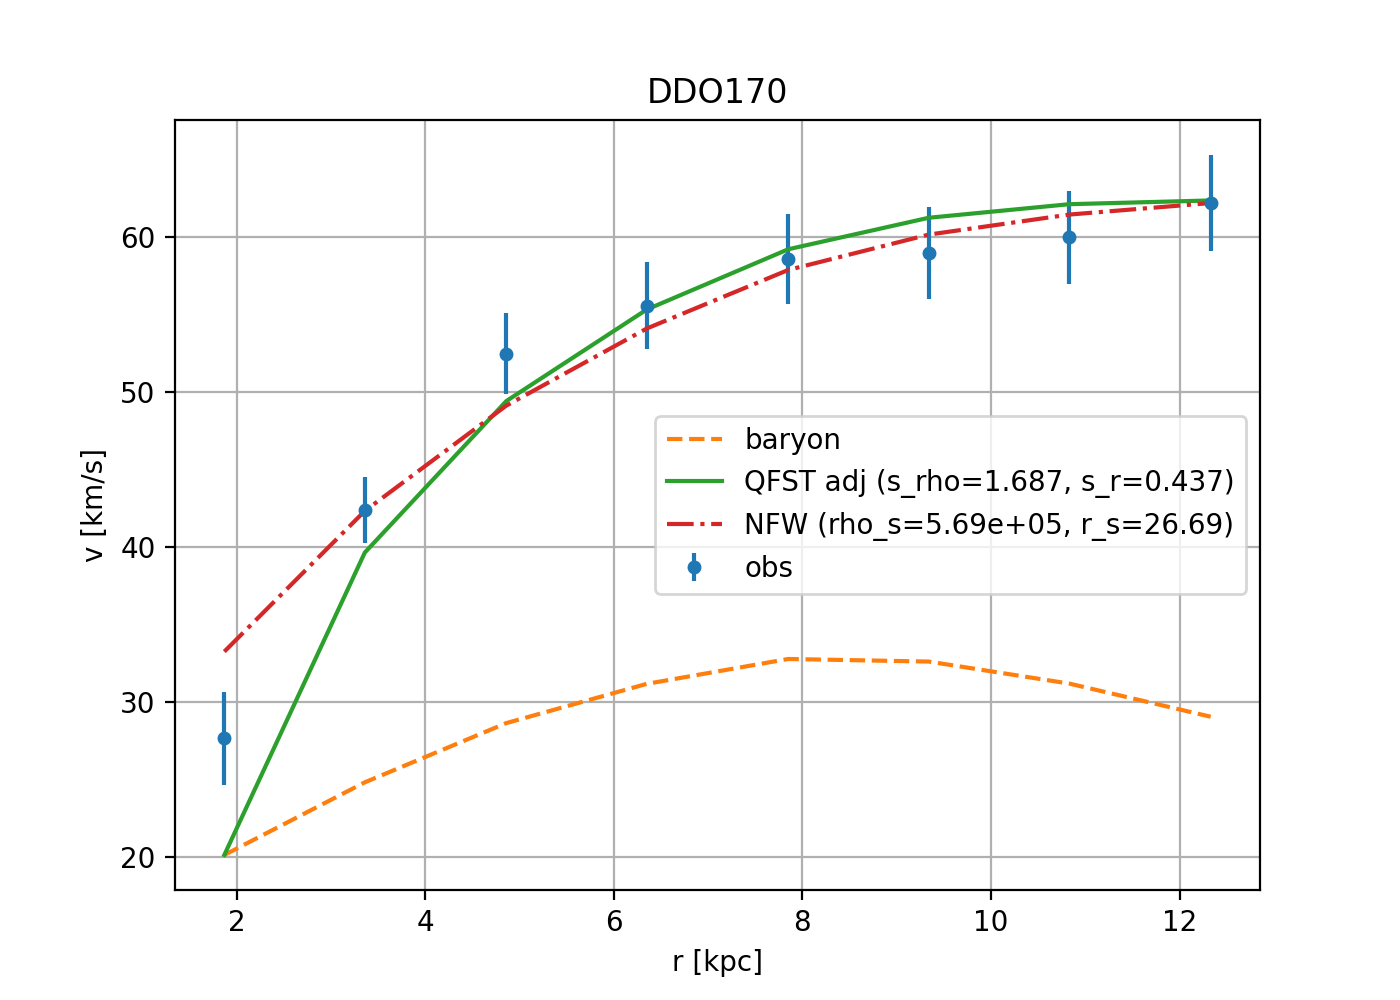 DDO170
60
50
40
30
20
v [km/s]
baryon
QFST adj (s_rho=1.687, s_r=0.437)
NFW (rho_s=5.69e+05, r_s=26.69)
obs
2 4 6 8 10 12
r [kpc]